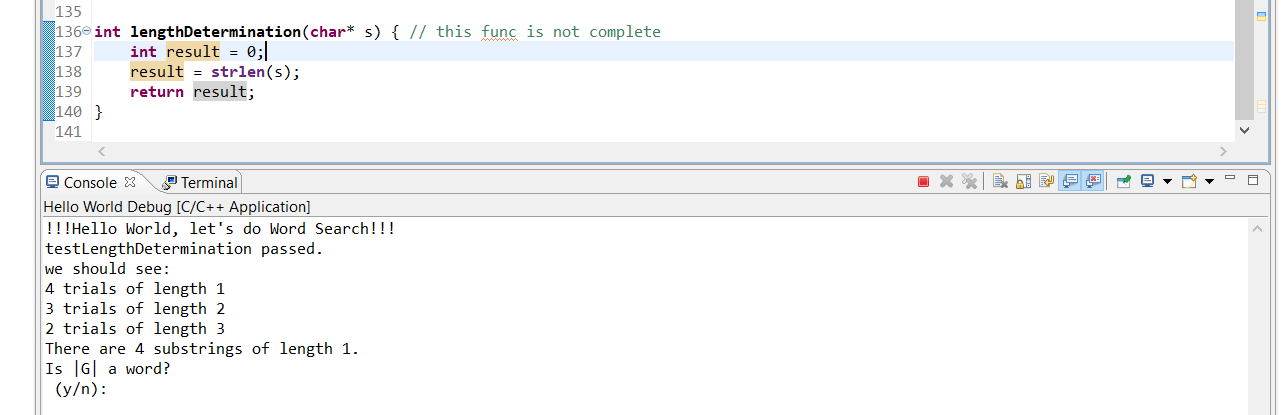 135
136 int lengthDetermination(char* s) { // this func is not complete
137 int result = 0;
138 result = strlen(s);
139 return result;
140 }
141
Console Terminal
Hello World Debug [C/C++ Application]
!!!Hello World, let's do Word Search!!!
testLengthDetermination passed.
we should see:
4 trials of length 1
3 trials of length 2
2 trials of length 3
There are 4 substrings of length 1.
Is |G| a word?
(y/n):